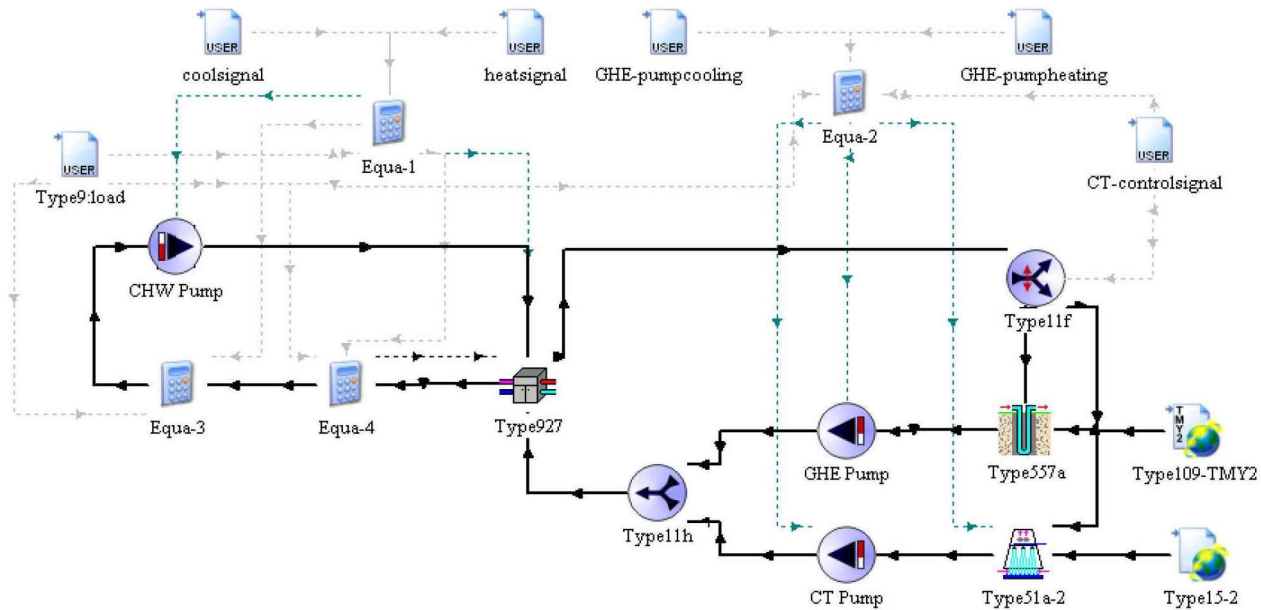 USER
USER
USER
USER
coolsignal
heatsignal
GHE-pumpcooling
GHE-pumpheating
Equa-1
Equa-2
USER
USER
Type9:load
CT-controlsignal
CHW Pump
Type11f
Equa-3
Equa-4
Type927
TMY2
GHE Pump
Type557a
Type109-TMY2
Type11h
CT Pump
Type51a-2
Type15-2